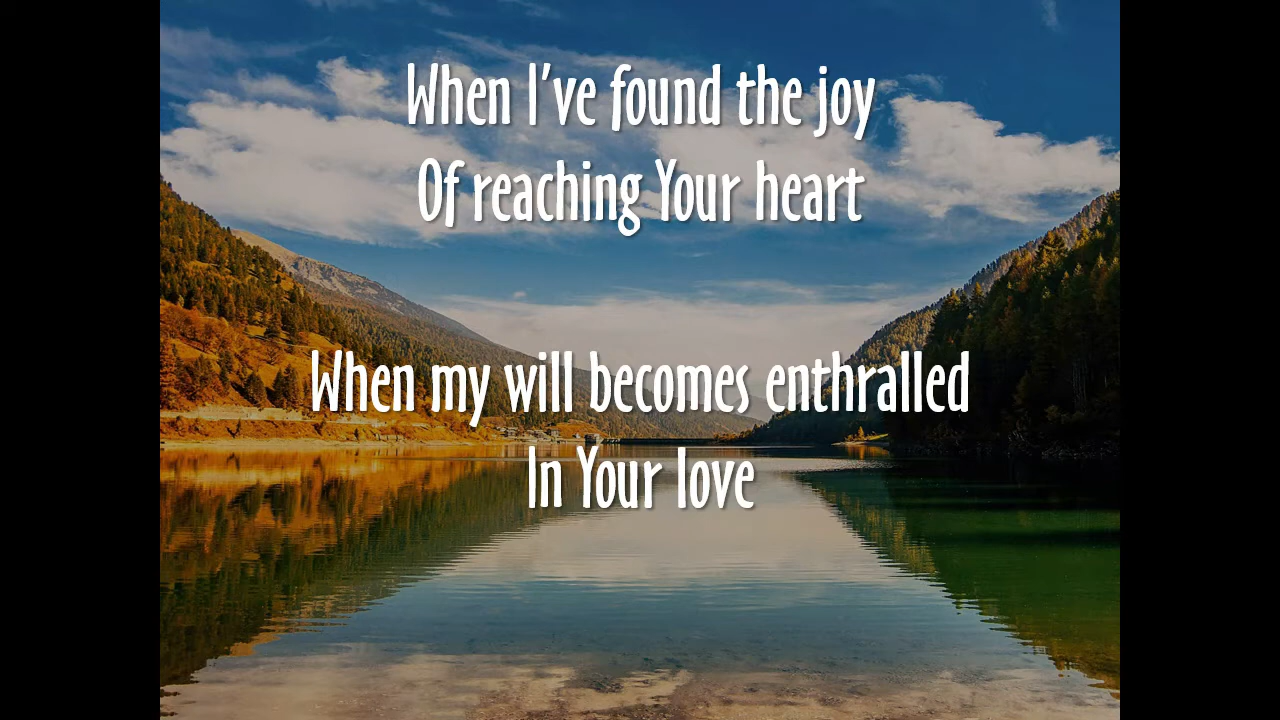 When I've found the joy
Of reaching Your heart
When my will becomes enthralled
In Your love